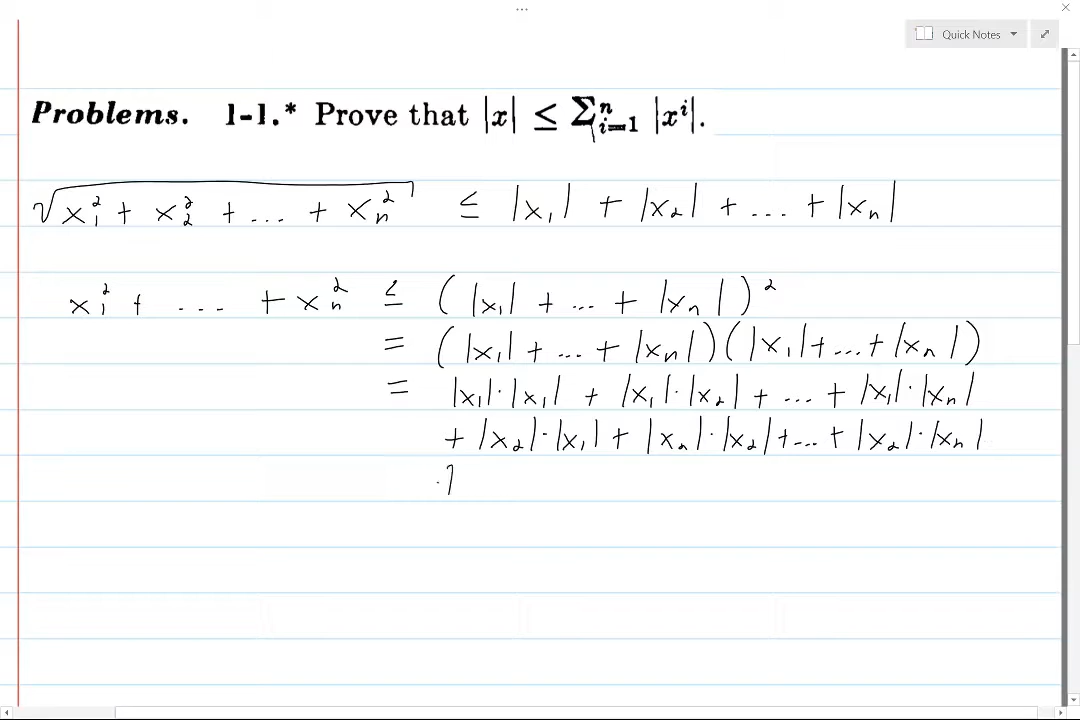 ...
Quick Notes
Problems. 1-1.* Prove that |x| ≤ Σⁿᵢ₌₁ |xⁱ|.
√(x₁² + x₂² + ... + xₙ²) ≤ |x₁| + |x₂| + ... + |xₙ|
x₁² + ... + xₙ² ≤ (|x₁| + ... + |xₙ|)²
= (|x₁| + ... + |xₙ|)(|x₁| + ... + |xₙ|)
= |x₁|·|x₁| + |x₁|·|x₂| + ... + |x₁|·|xₙ|
+ |x₂|·|x₁| + |x₂|·|x₂| + ... + |x₂|·|xₙ|